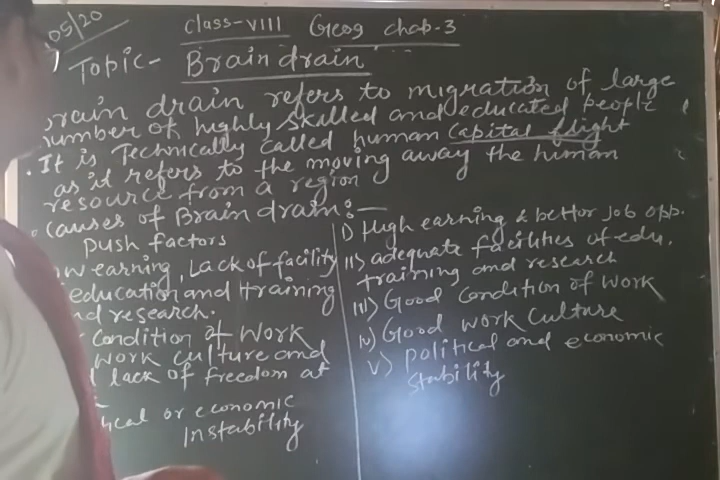 05/20
Class-VIII Geog chap-3
Topic- Brain drain
rain drain refers to migration of large
number of highly skilled and educated people
It is Technically called human Capital flight
as it refers to the moving away the human
resource from a region
Causes of Brain drain:-
Push factors
ow earning, Lack of facility
education and training
nd research.
condition of Work
work culture and
lack of freedom at
ical or economic
Instability
I) High earning & better job opp.
II) adequate facilities of edu.
training and research
III) Good Condition of Work
IV) Good work Culture
V) political and economic
Stability